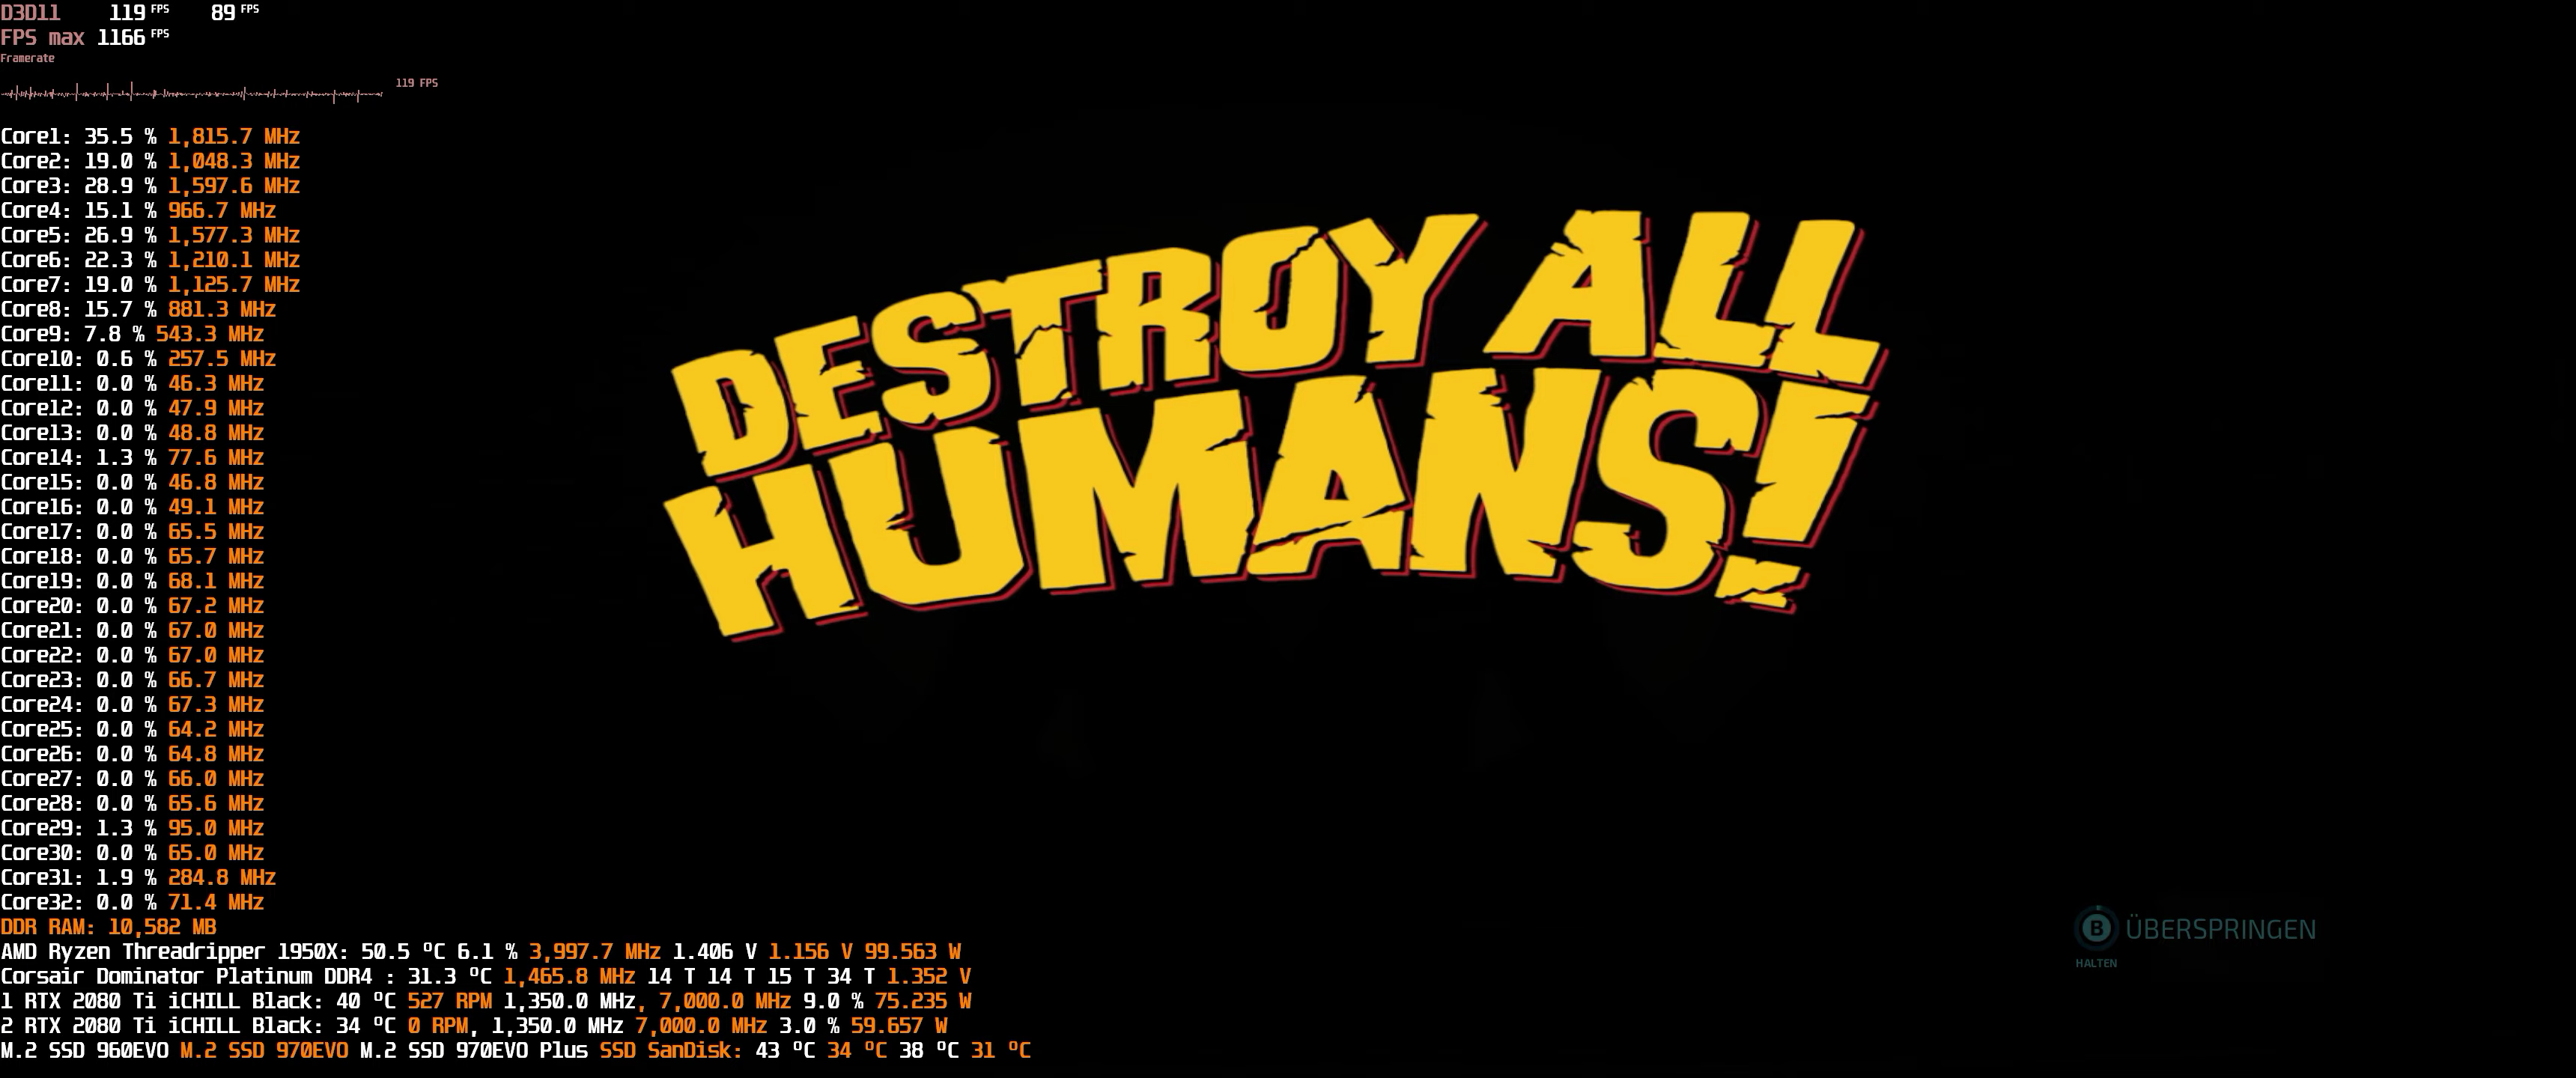 D3D11 119 FPS 89 FPS
FPS max 1166 FPS
Framerate
119 FPS
Core1: 35.5 % 1,815.7 MHz
Core2: 19.0 % 1,048.3 MHz
Core3: 28.9 % 1,597.6 MHz
Core4: 15.1 % 966.7 MHz
Core5: 26.9 % 1,577.3 MHz
Core6: 22.3 % 1,210.1 MHz
Core7: 19.0 % 1,125.7 MHz
Core8: 15.7 % 881.3 MHz
Core9: 7.8 % 543.3 MHz
Core10: 0.6 % 257.5 MHz
Core11: 0.0 % 46.3 MHz
Core12: 0.0 % 47.9 MHz
Core13: 0.0 % 48.8 MHz
Core14: 1.3 % 77.6 MHz
Core15: 0.0 % 46.8 MHz
Core16: 0.0 % 49.1 MHz
Core17: 0.0 % 65.5 MHz
Core18: 0.0 % 65.7 MHz
Core19: 0.0 % 68.1 MHz
Core20: 0.0 % 67.2 MHz
Core21: 0.0 % 67.0 MHz
Core22: 0.0 % 67.0 MHz
Core23: 0.0 % 66.7 MHz
Core24: 0.0 % 67.3 MHz
Core25: 0.0 % 64.2 MHz
Core26: 0.0 % 64.8 MHz
Core27: 0.0 % 66.0 MHz
Core28: 0.0 % 65.6 MHz
Core29: 1.3 % 95.0 MHz
Core30: 0.0 % 65.0 MHz
Core31: 1.9 % 284.8 MHz
Core32: 0.0 % 71.4 MHz
DDR RAM: 10,582 MB
AMD Ryzen Threadripper 1950X: 50.5 ºC 6.1 % 3,997.7 MHz 1.406 V 1.156 V 99.563 W
Corsair Dominator Platinum DDR4 : 31.3 ºC 1,465.8 MHz 14 T 14 T 15 T 34 T 1.352 V
1 RTX 2080 Ti iCHILL Black: 40 ºC 527 RPM 1,350.0 MHz, 7,000.0 MHz 9.0 % 75.235 W
2 RTX 2080 Ti iCHILL Black: 34 ºC 0 RPM, 1,350.0 MHz 7,000.0 MHz 3.0 % 59.657 W
M.2 SSD 960EVO M.2 SSD 970EVO M.2 SSD 970EVO Plus SSD SanDisk: 43 ºC 34 ºC 38 ºC 31 ºC
DESTROY ALL
HUMANS!
B ÜBERSPRINGEN
HALTEN